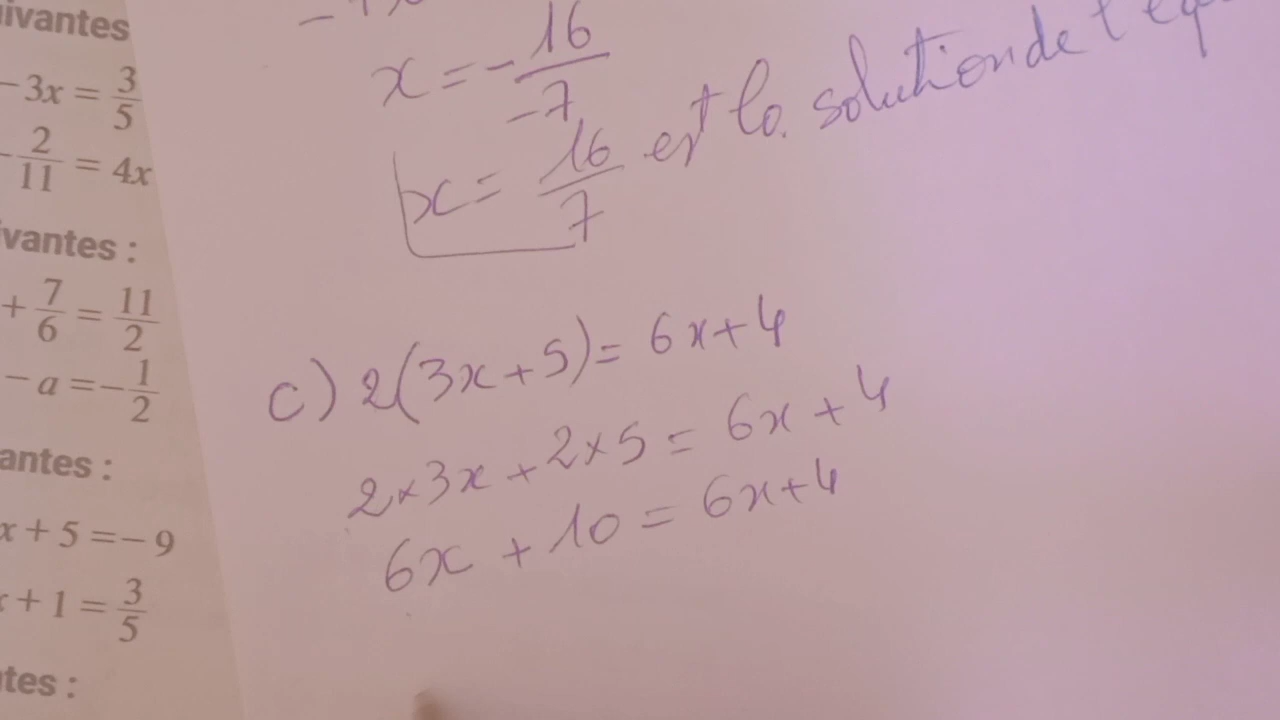 ivantes
−3x = 3/5
−2/11 = 4x
ivantes :
+ 7/6 = 11/2
− a = −1/2
antes :
x + 5 = − 9
x + 1 = 3/5
tes :
x = - 16/-7
x = 16/7 est la solution de l'équ
c) 2(3x + 5) = 6x + 4
2 × 3x + 2 × 5 = 6x + 4
6x + 10 = 6x + 4